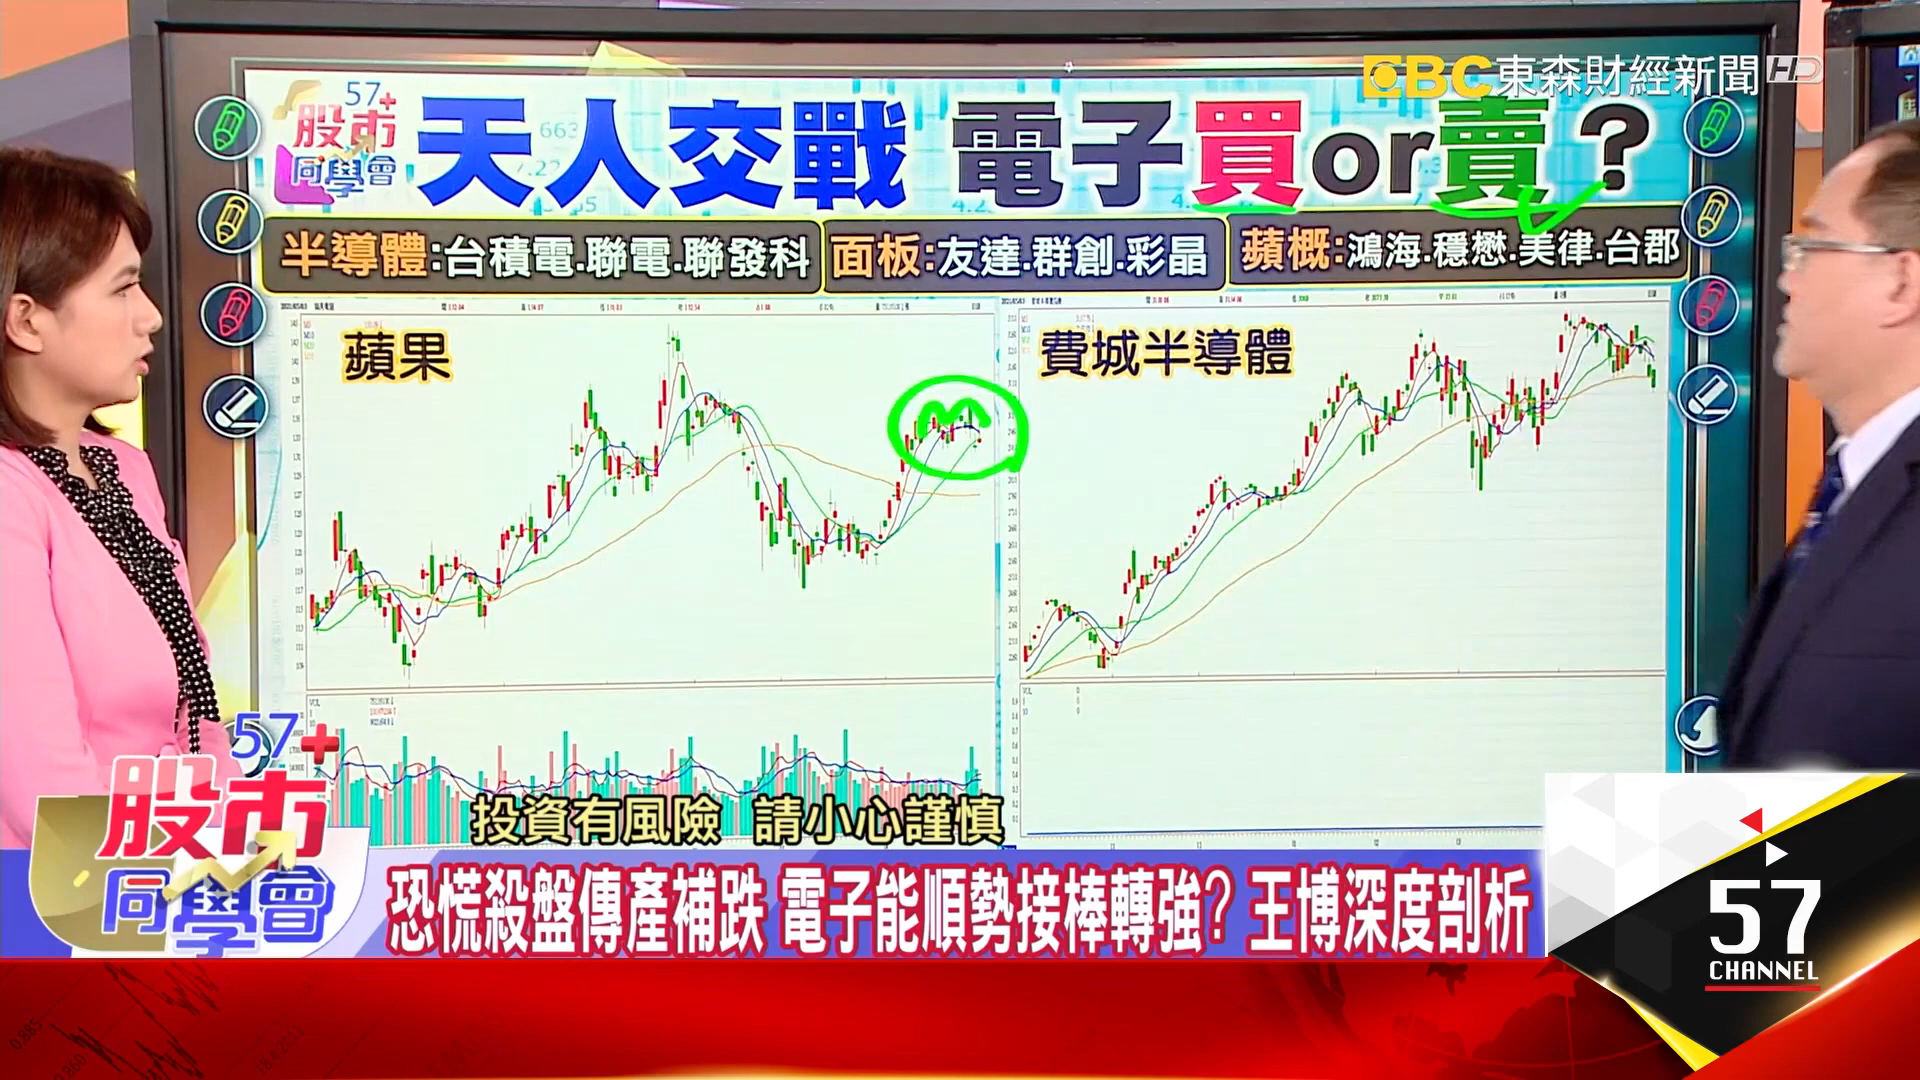 EBC東森財經新聞HD
57+
股市
同學會
天人交戰 電子買or賣?
半導體:台積電.聯電.聯發科
面板:友達.群創.彩晶
蘋概:鴻海.穩懋.美律.台郡
蘋果
費城半導體
投資有風險 請小心謹慎
57+
股市
同學會
恐慌殺盤傳產補跌 電子能順勢接棒轉強? 王博深度剖析
57
CHANNEL